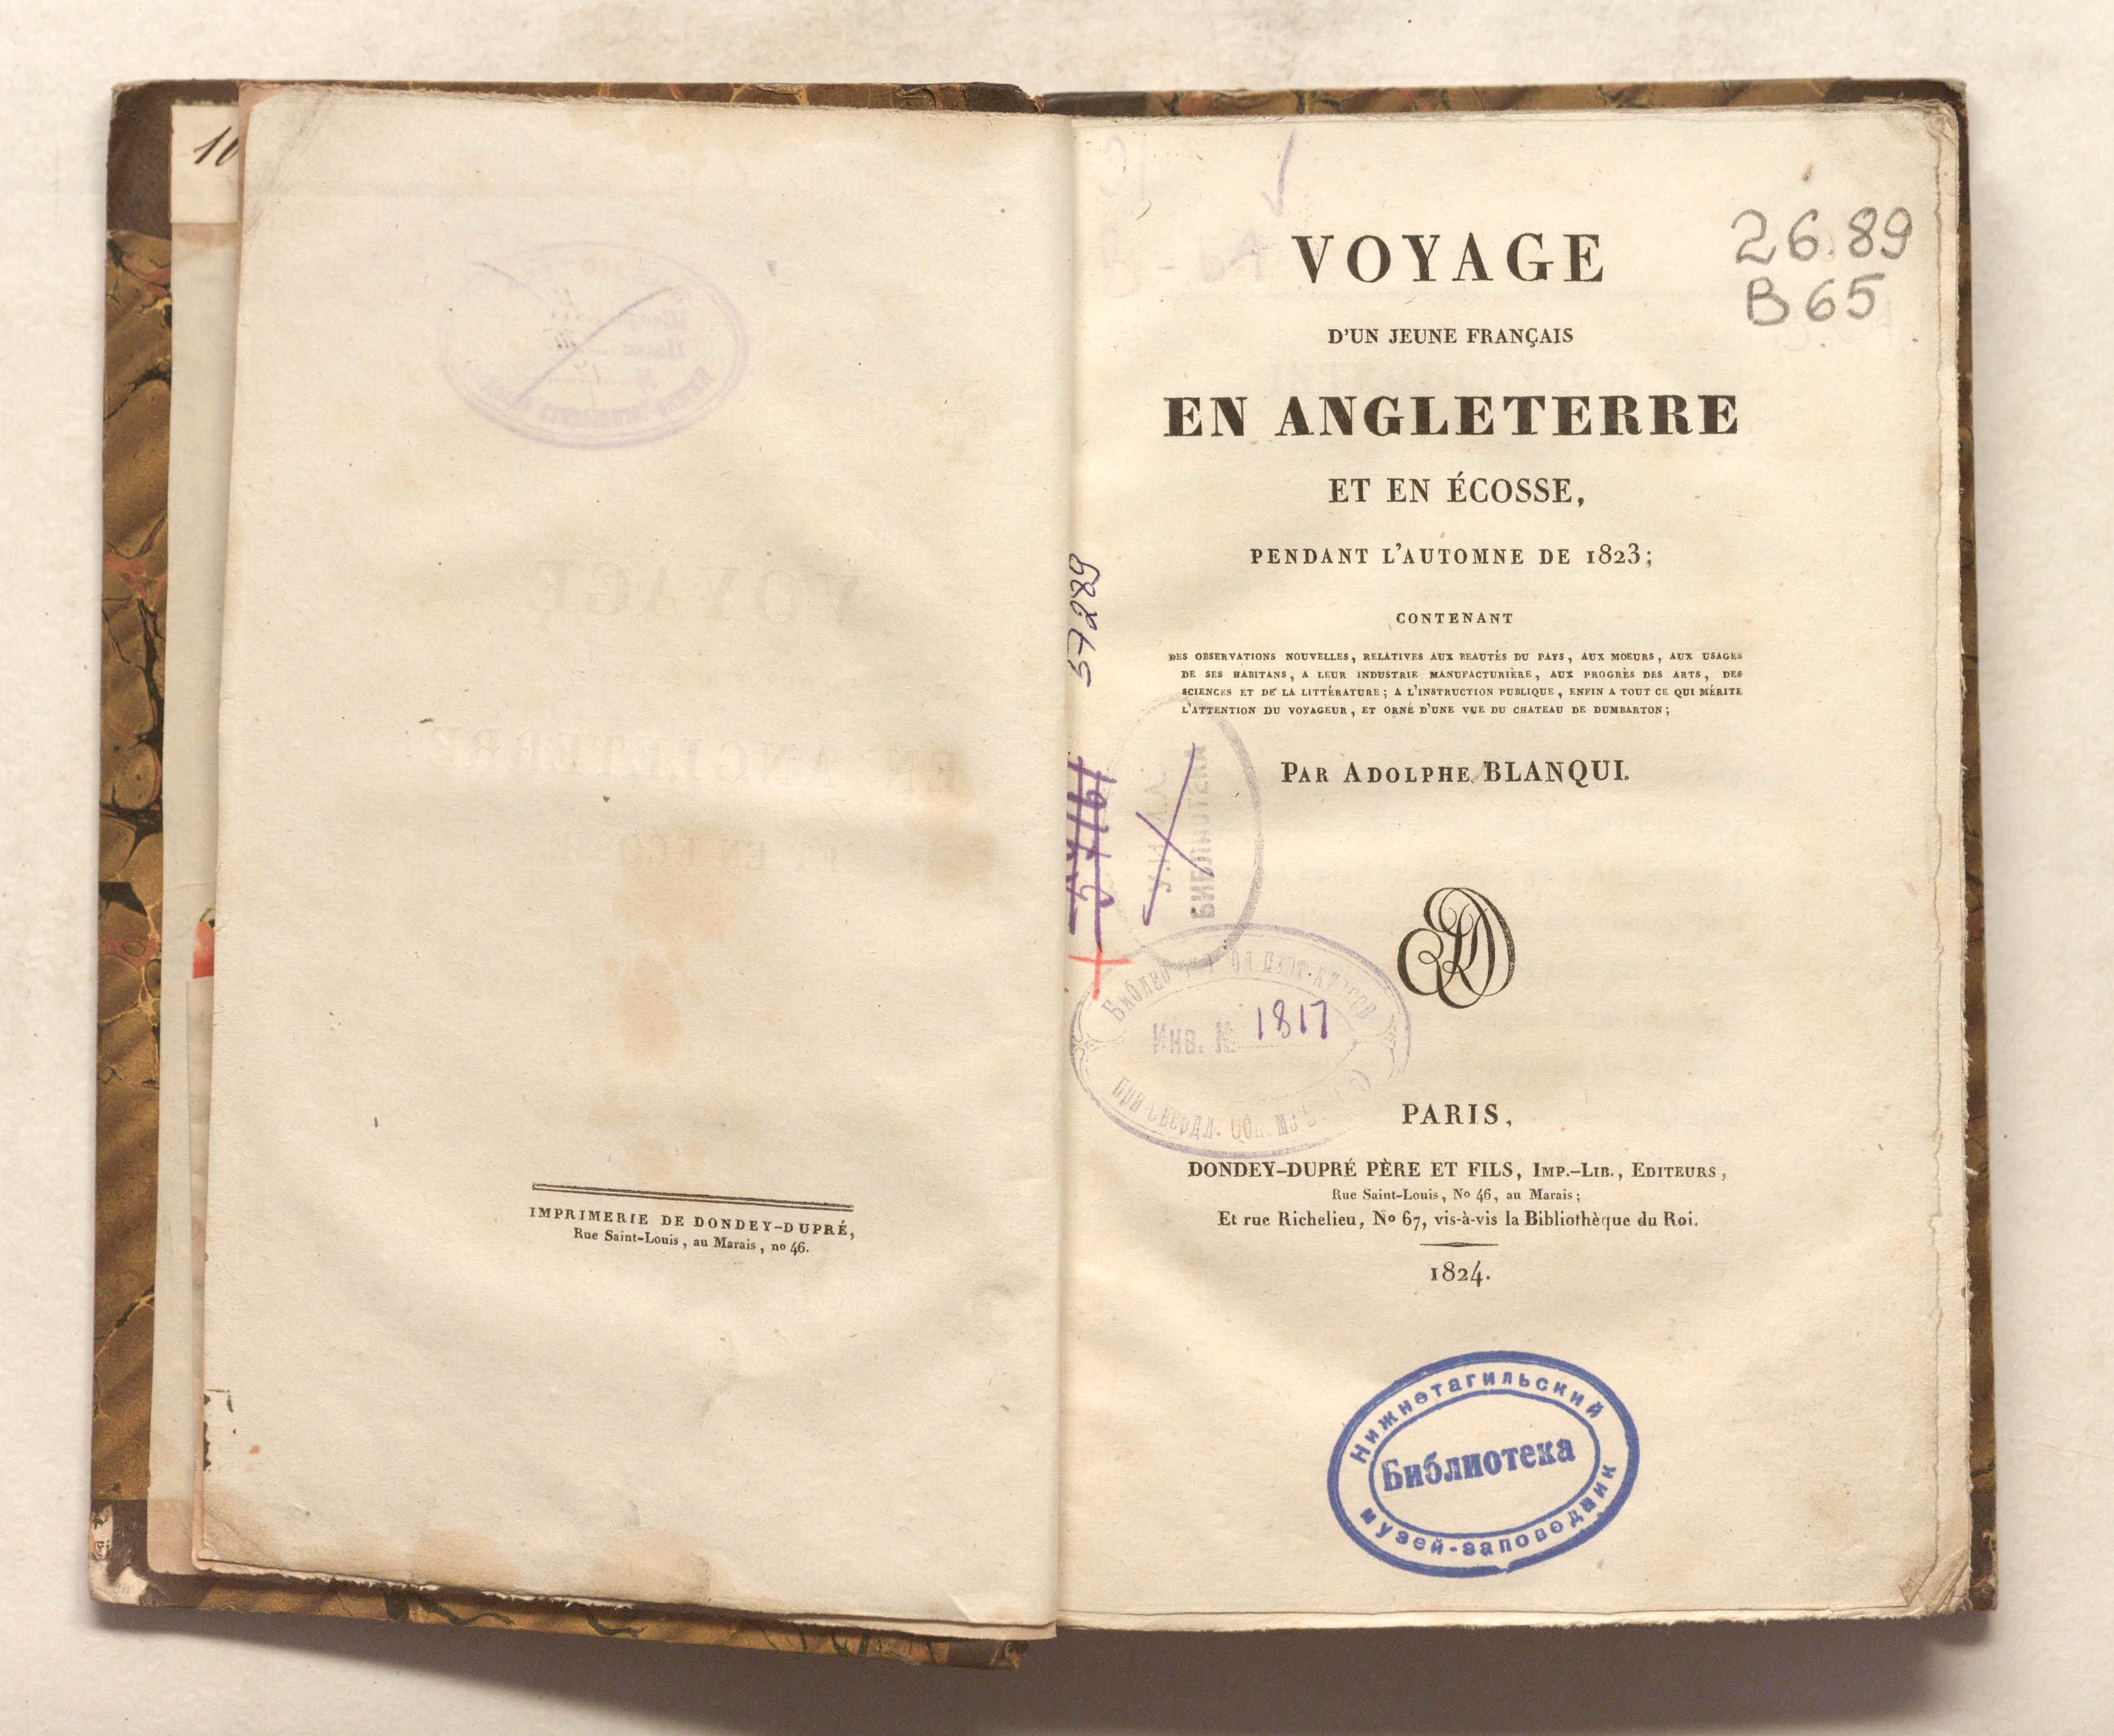 10
IMPRIMERIE DE DONDEY-DUPRÉ,
Rue Saint-Louis, au Marais, no 46.
26.89
B65
VOYAGE
D'UN JEUNE FRANÇAIS
EN ANGLETERRE
ET EN ÉCOSSE,
PENDANT L'AUTOMNE DE 1823;
CONTENANT
DES OBSERVATIONS NOUVELLES, RELATIVES AUX BEAUTÉS DU PAYS, AUX MOEURS, AUX USAGES
DE SES HABITANS, A LEUR INDUSTRIE MANUFACTURIÈRE, AUX PROGRÈS DES ARTS, DES
SCIENCES ET DE LA LITTÉRATURE; A L'INSTRUCTION PUBLIQUE, ENFIN A TOUT CE QUI MÉRITE
L'ATTENTION DU VOYAGEUR, ET ORNÉ D'UNE VUE DU CHATEAU DE DUMBARTON;
PAR ADOLPHE BLANQUI.
57289
БИБЛИОТЕКА
Инв. № 1817
PARIS,
DONDEY-DUPRÉ PÈRE ET FILS, IMP.-LIB., EDITEURS,
Rue Saint-Louis, No 46, au Marais;
Et rue Richelieu, No 67, vis-à-vis la Bibliothèque du Roi.
1824.
Нижнетагильский
Библиотека
музей-заповедник